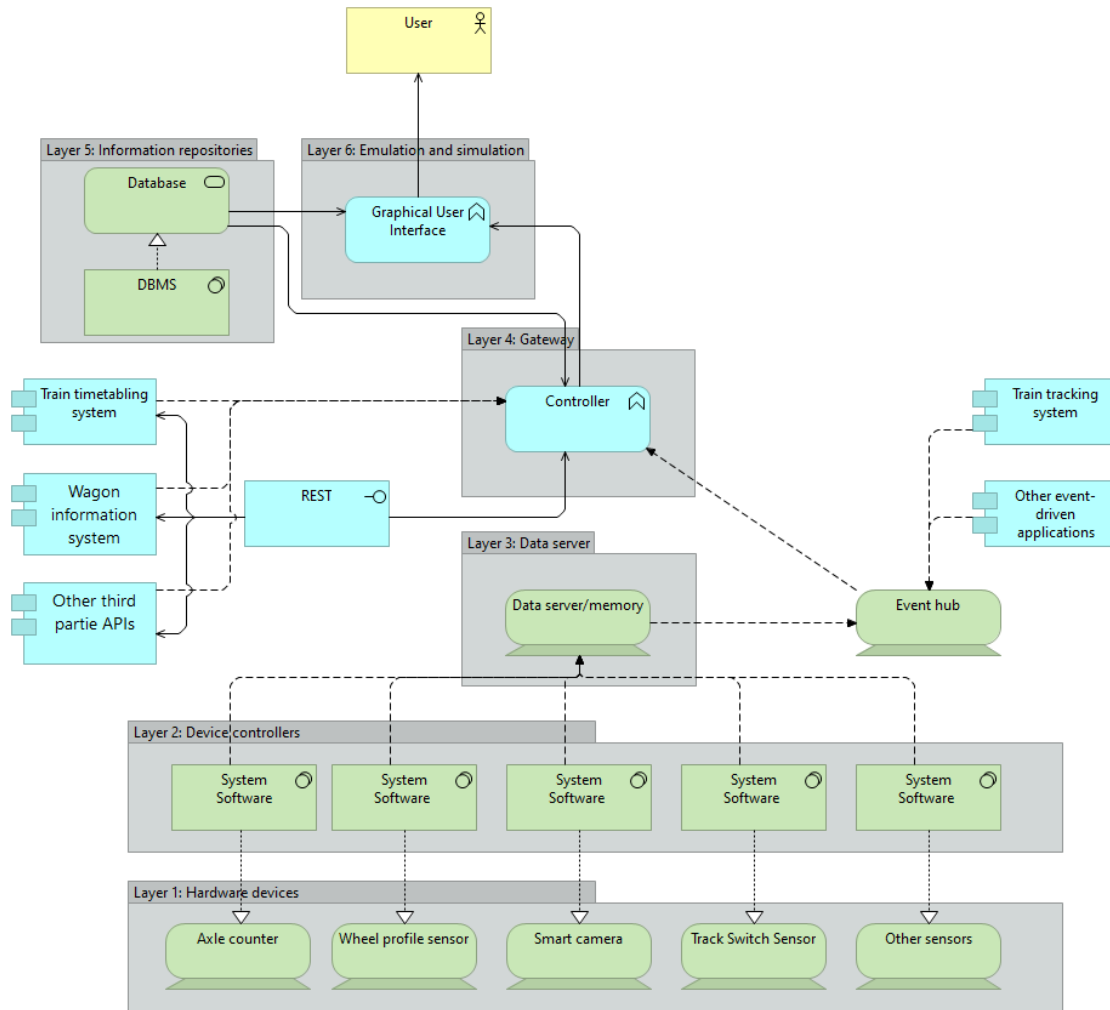 User
Layer 5: Information repositories
Layer 6: Emulation and simulation
Database
Graphical User
Interface
DBMS
Layer 4: Gateway
Train timetabling
system
Controller
Train tracking
system
Wagon
information
system
REST
Other event-
driven
applications
Layer 3: Data server
Other third
partie APIs
Data server/memory
Event hub
Layer 2: Device controllers
System
Software
System
Software
System
Software
System
Software
System
Software
Layer 1: Hardware devices
Axle counter
Wheel profile sensor
Smart camera
Track Switch Sensor
Other sensors